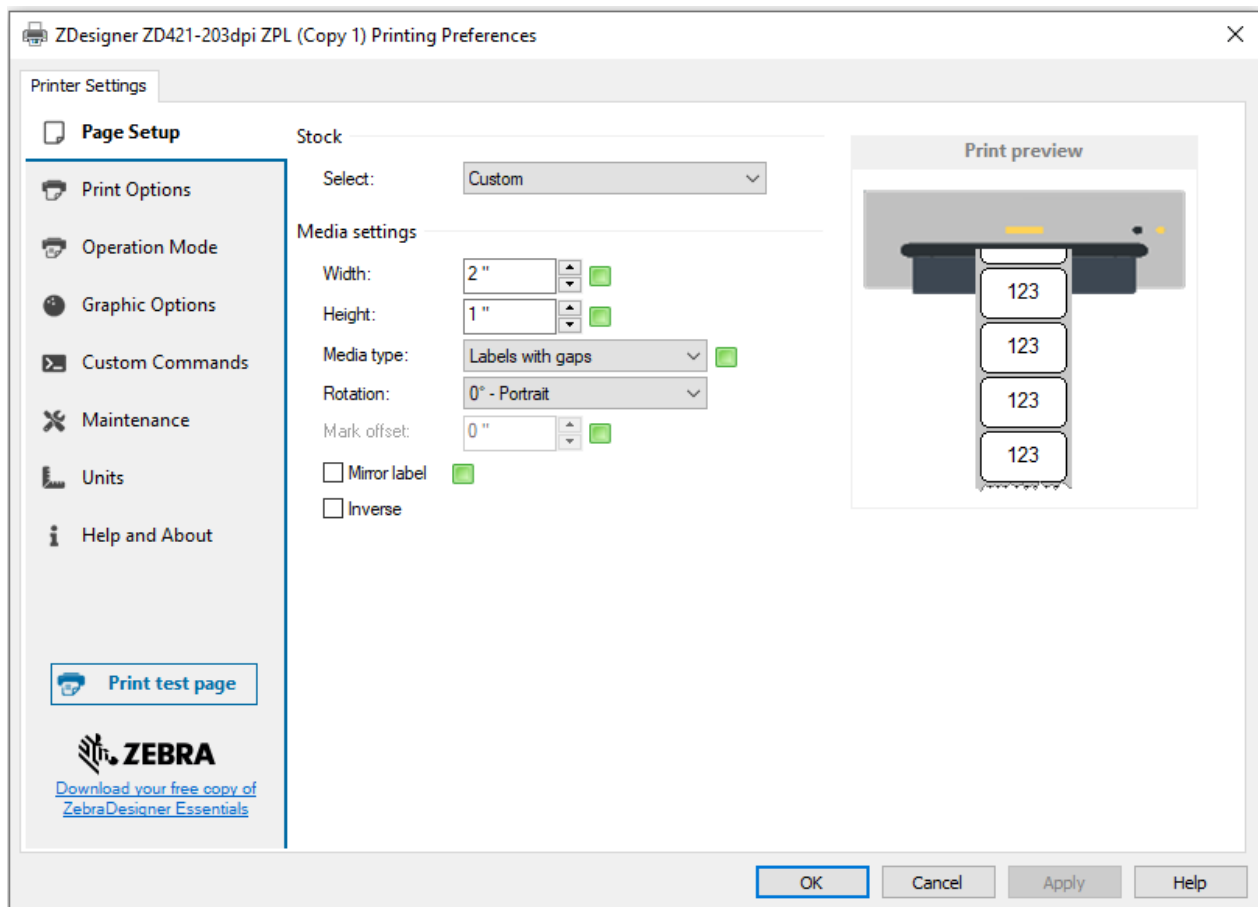 ZDesigner ZD421-203dpi ZPL (Copy 1) Printing Preferences
Printer Settings
Page Setup
Print Options
Operation Mode
Graphic Options
Custom Commands
Maintenance
Units
Help and About
Print test page
ZEBRA
Download your free copy of
ZebraDesigner Essentials
Stock
Select: Custom
Media settings
Width: 2 "
Height: 1 "
Media type: Labels with gaps
Rotation: 0° - Portrait
Mark offset: 0 "
Mirror label
Inverse
Print preview
123
123
123
123
OK Cancel Apply Help